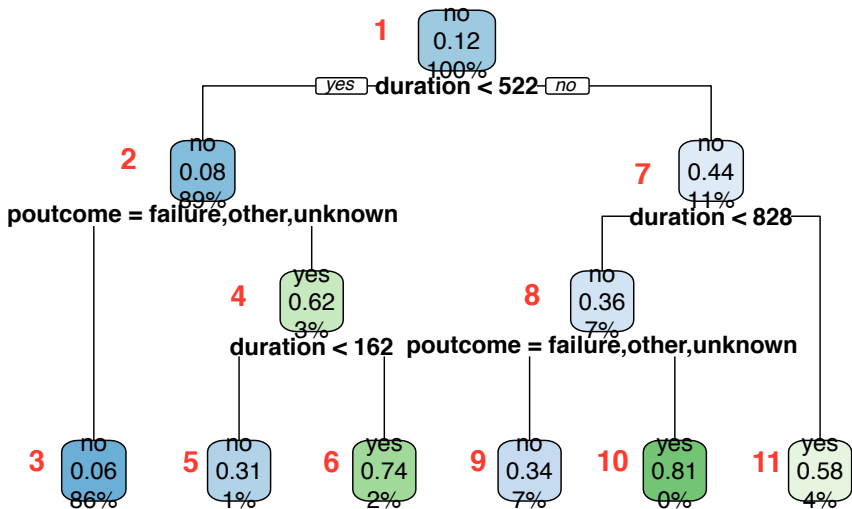 1
no
0.12
100%
yes duration < 522 no
2
no
0.08
89%
7
no
0.44
11%
poutcome = failure,other,unknown
duration < 828
4
yes
0.62
3%
8
no
0.36
7%
duration < 162
poutcome = failure,other,unknown
3
no
0.06
86%
5
no
0.31
1%
6
yes
0.74
2%
9
no
0.34
7%
10
yes
0.81
0%
11
yes
0.58
4%